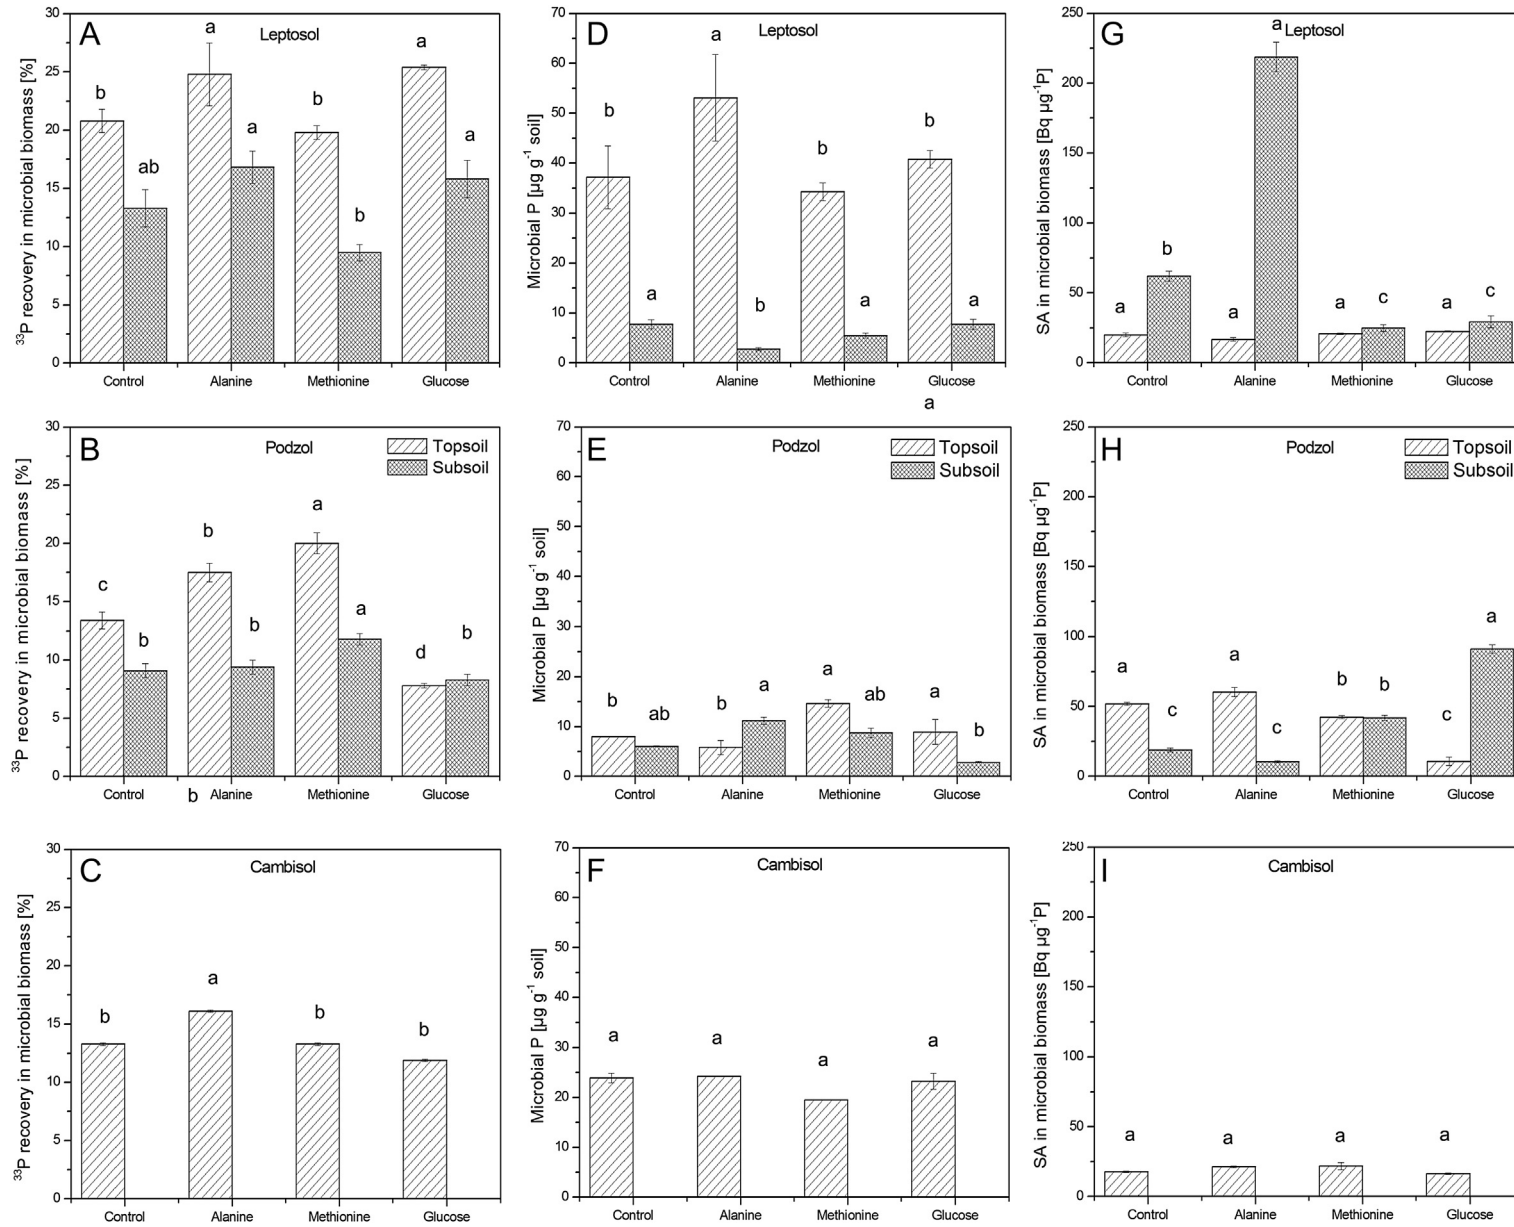 A
Leptosol
³³P recovery in microbial biomass [%]
30
25
20
15
10
5
0
b
ab
a
a
b
b
a
a
Control
Alanine
Methionine
Glucose
D
Leptosol
Microbial P [µg g⁻¹ soil]
70
60
50
40
30
20
10
0
b
a
a
b
b
a
b
a
Control
Alanine
Methionine
Glucose
a
G
Leptosol
SA in microbial biomass [Bq µg⁻¹P]
250
200
150
100
50
0
a
b
a
a
a
c
a
c
Control
Alanine
Methionine
Glucose
B
Podzol
Topsoil
Subsoil
³³P recovery in microbial biomass [%]
30
25
20
15
10
5
0
c
b
b
b
a
a
d
b
Control
Alanine
Methionine
Glucose
b
E
Podzol
Topsoil
Subsoil
Microbial P [µg g⁻¹ soil]
70
60
50
40
30
20
10
0
b
ab
b
a
a
ab
a
b
Control
Alanine
Methionine
Glucose
H
Podzol
Topsoil
Subsoil
SA in microbial biomass [Bq µg⁻¹P]
250
200
150
100
50
0
a
c
a
c
b
b
c
a
Control
Alanine
Methionine
Glucose
C
Cambisol
³³P recovery in microbial biomass [%]
30
25
20
15
10
5
0
b
a
b
b
Control
Alanine
Methionine
Glucose
F
Cambisol
Microbial P [µg g⁻¹ soil]
70
60
50
40
30
20
10
0
a
a
a
a
Control
Alanine
Methionine
Glucose
I
Cambisol
SA in microbial biomass [Bq µg⁻¹P]
250
200
150
100
50
0
a
a
a
a
Control
Alanine
Methionine
Glucose